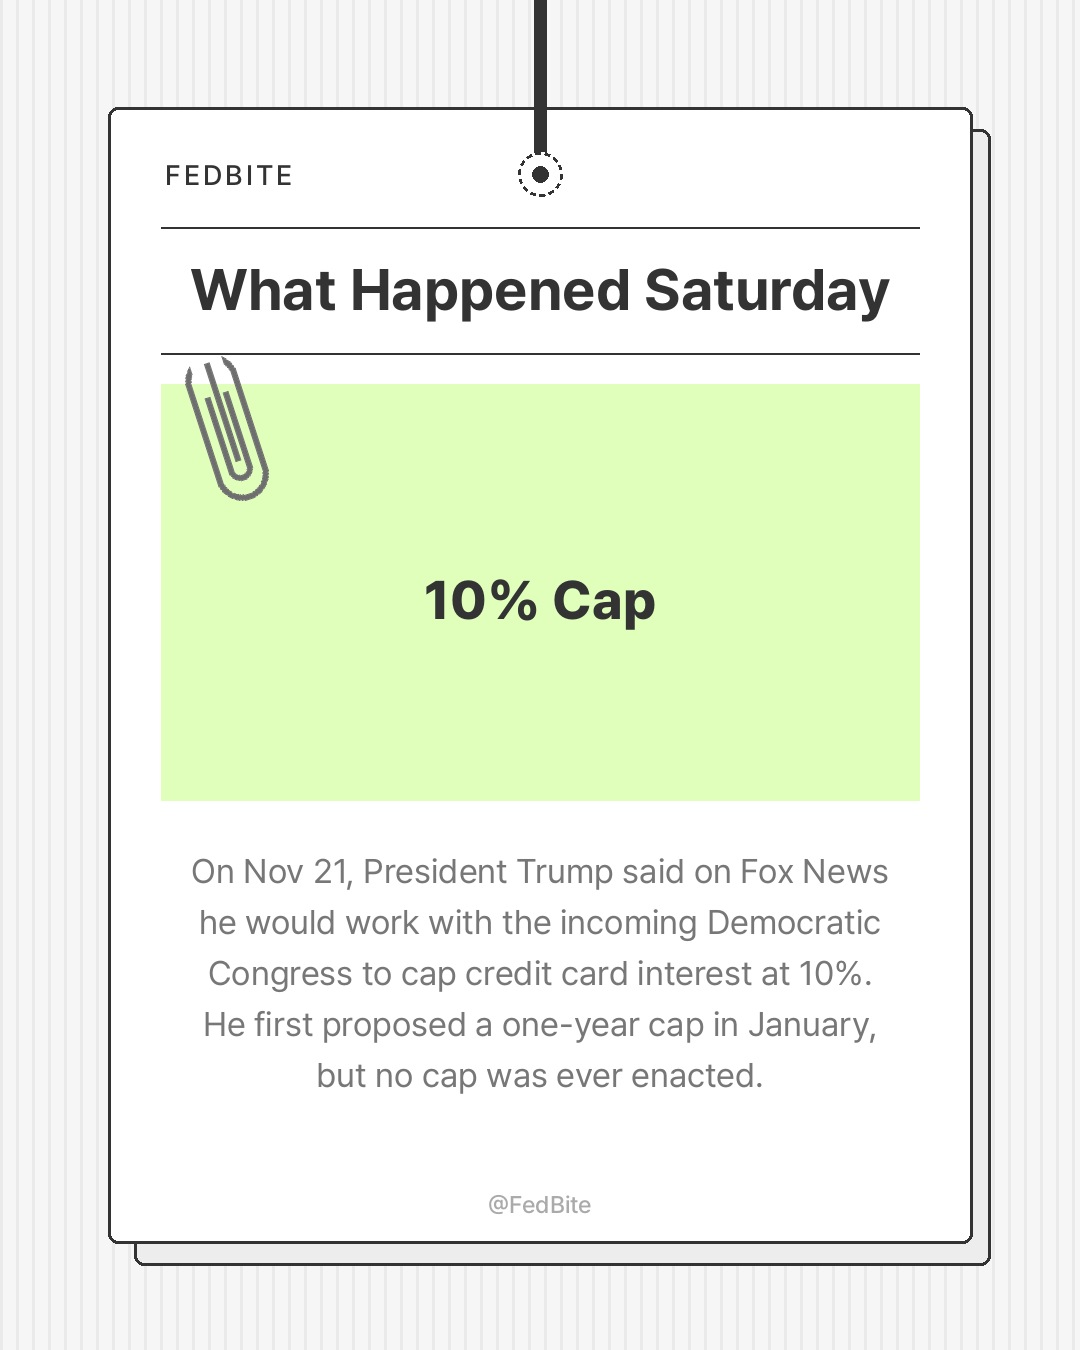 FEDBITE
What Happened Saturday
10% Cap
On Nov 21, President Trump said on Fox News
he would work with the incoming Democratic
Congress to cap credit card interest at 10%.
He first proposed a one-year cap in January,
but no cap was ever enacted.
@FedBite